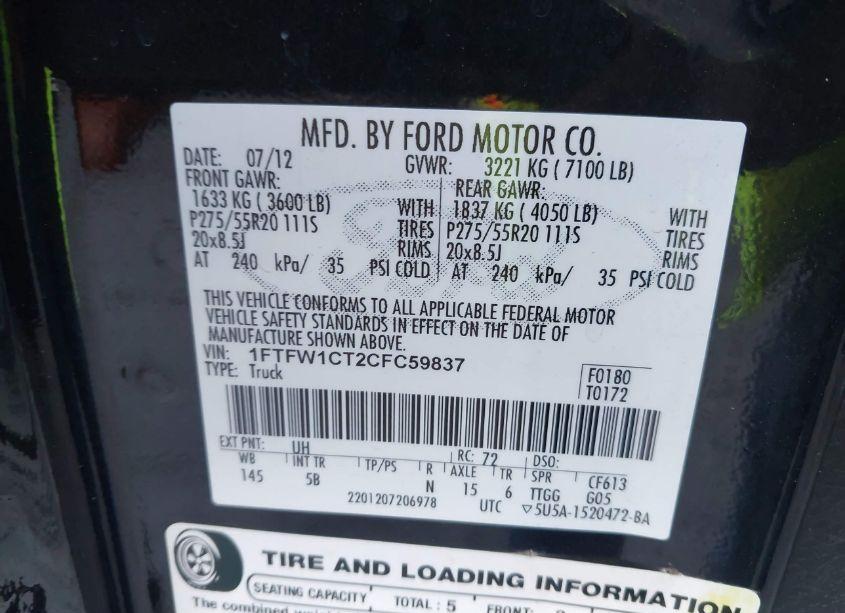 MFD. BY FORD MOTOR CO.
DATE: 07/12 GVWR: 3221 KG ( 7100 LB)
FRONT GAWR: REAR GAWR:
1633 KG ( 3600 LB) WITH 1837 KG ( 4050 LB) WITH
P275/55R20 111S TIRES P275/55R20 111S TIRES
20x8.5J RIMS 20x8.5J RIMS
AT 240 kPa/ 35 PSI COLD AT 240 kPa/ 35 PSI COLD
THIS VEHICLE CONFORMS TO ALL APPLICABLE FEDERAL MOTOR
VEHICLE SAFETY STANDARDS IN EFFECT ON THE DATE OF
MANUFACTURE SHOWN ABOVE.
VIN: 1FTFW1CT2CFC59837
TYPE: Truck F0180
T0172
EXT PNT: UH RC: 72 DSO:
WB INT TR TP/PS R AXLE TR SPR CF613
145 5B N 15 6 TTGG G05
2201207206978 UTC ▽5U5A-1520472-BA
TIRE AND LOADING INFORMATION
SEATING CAPACITY TOTAL : 5 FRONT:
The combined